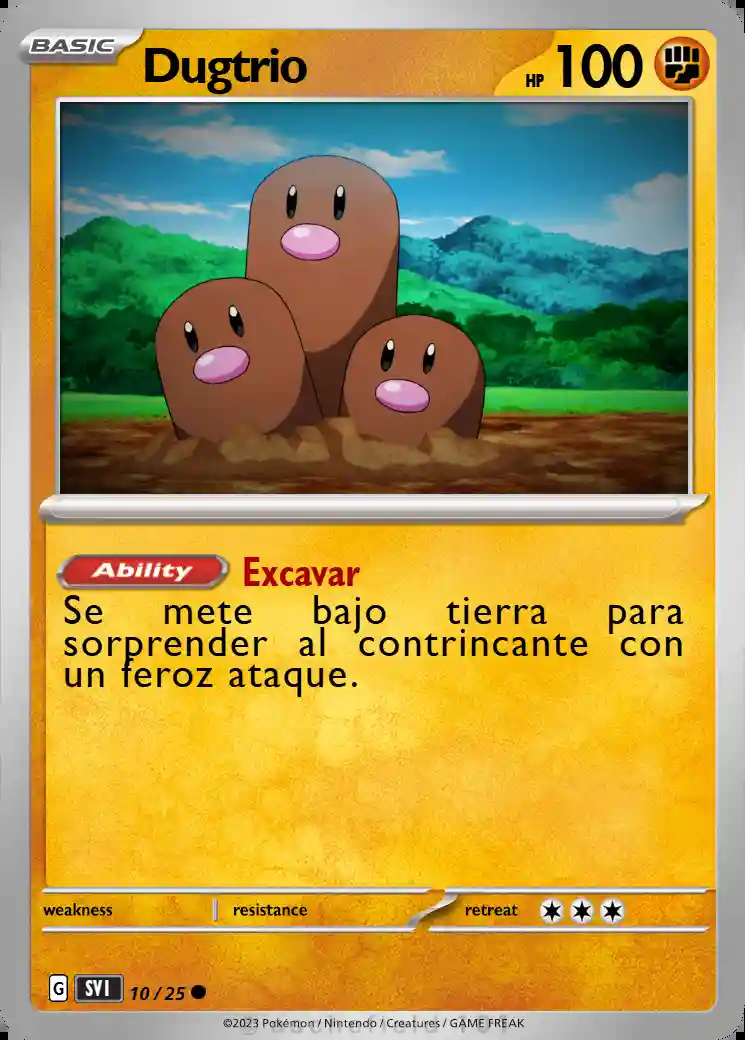 BASIC Dugtrio HP 100
Ability Excavar
Se mete bajo tierra para
sorprender al contrincante con
un feroz ataque.
weakness resistance retreat
G SVI 10 / 25
©2023 Pokémon / Nintendo / Creatures / GAME FREAK